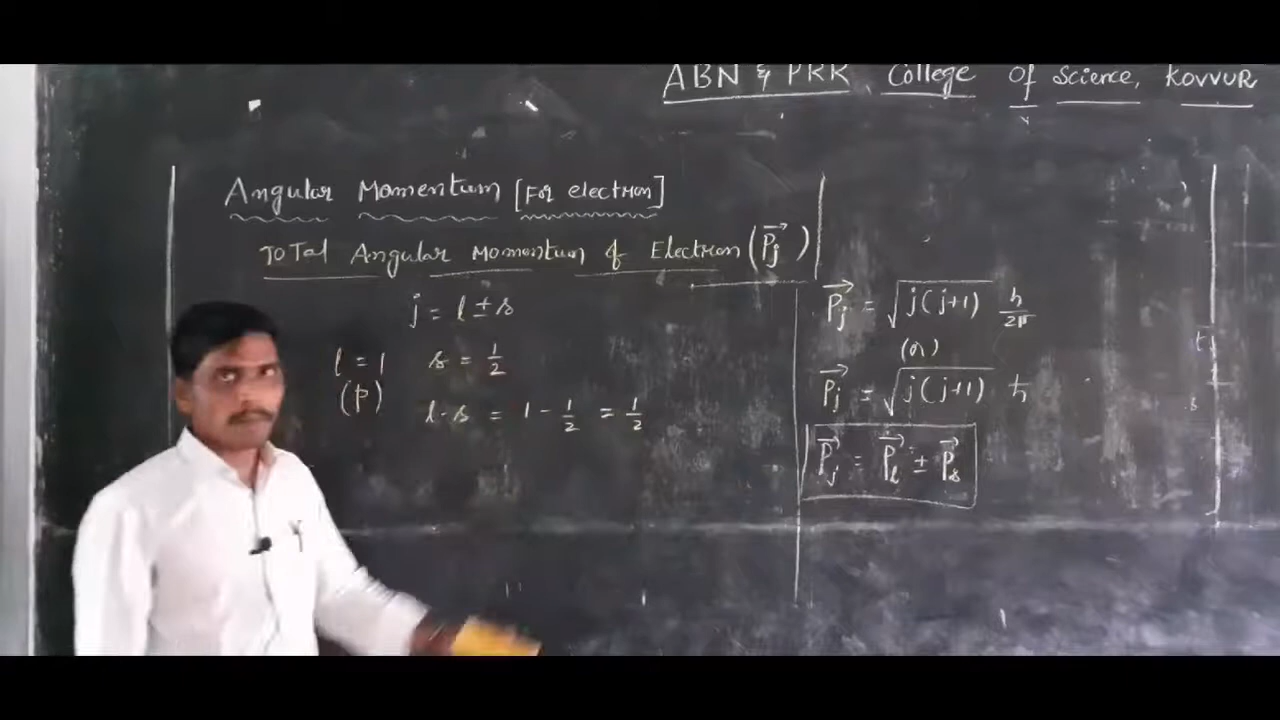 ABN & PRR College of Science, KOVVUR
Angular Momentum [For electron]
Total Angular Momentum of Electron (P⃗j)
j = l ± s
l = 1 s = 1/2
(p)
l - s = 1 - 1/2 = 1/2
P⃗j = √j(j+1) h/2π
(or)
P⃗j = √j(j+1) ħ
P⃗j = P⃗l ± P⃗s